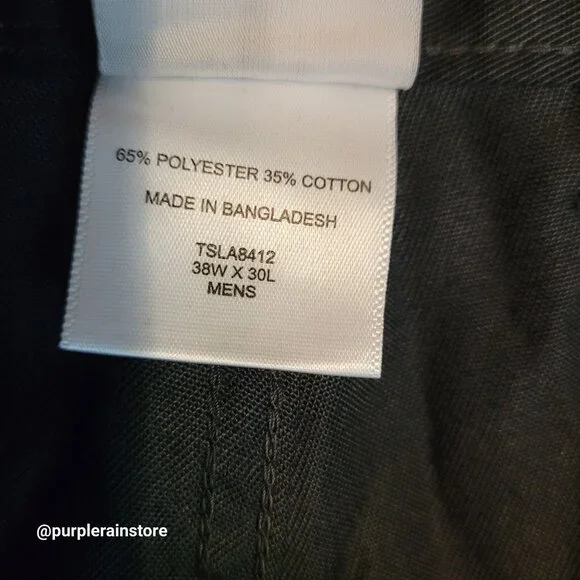 65% POLYESTER 35% COTTON
MADE IN BANGLADESH
TSLA8412
38W X 30L
MENS
@purplerainstore